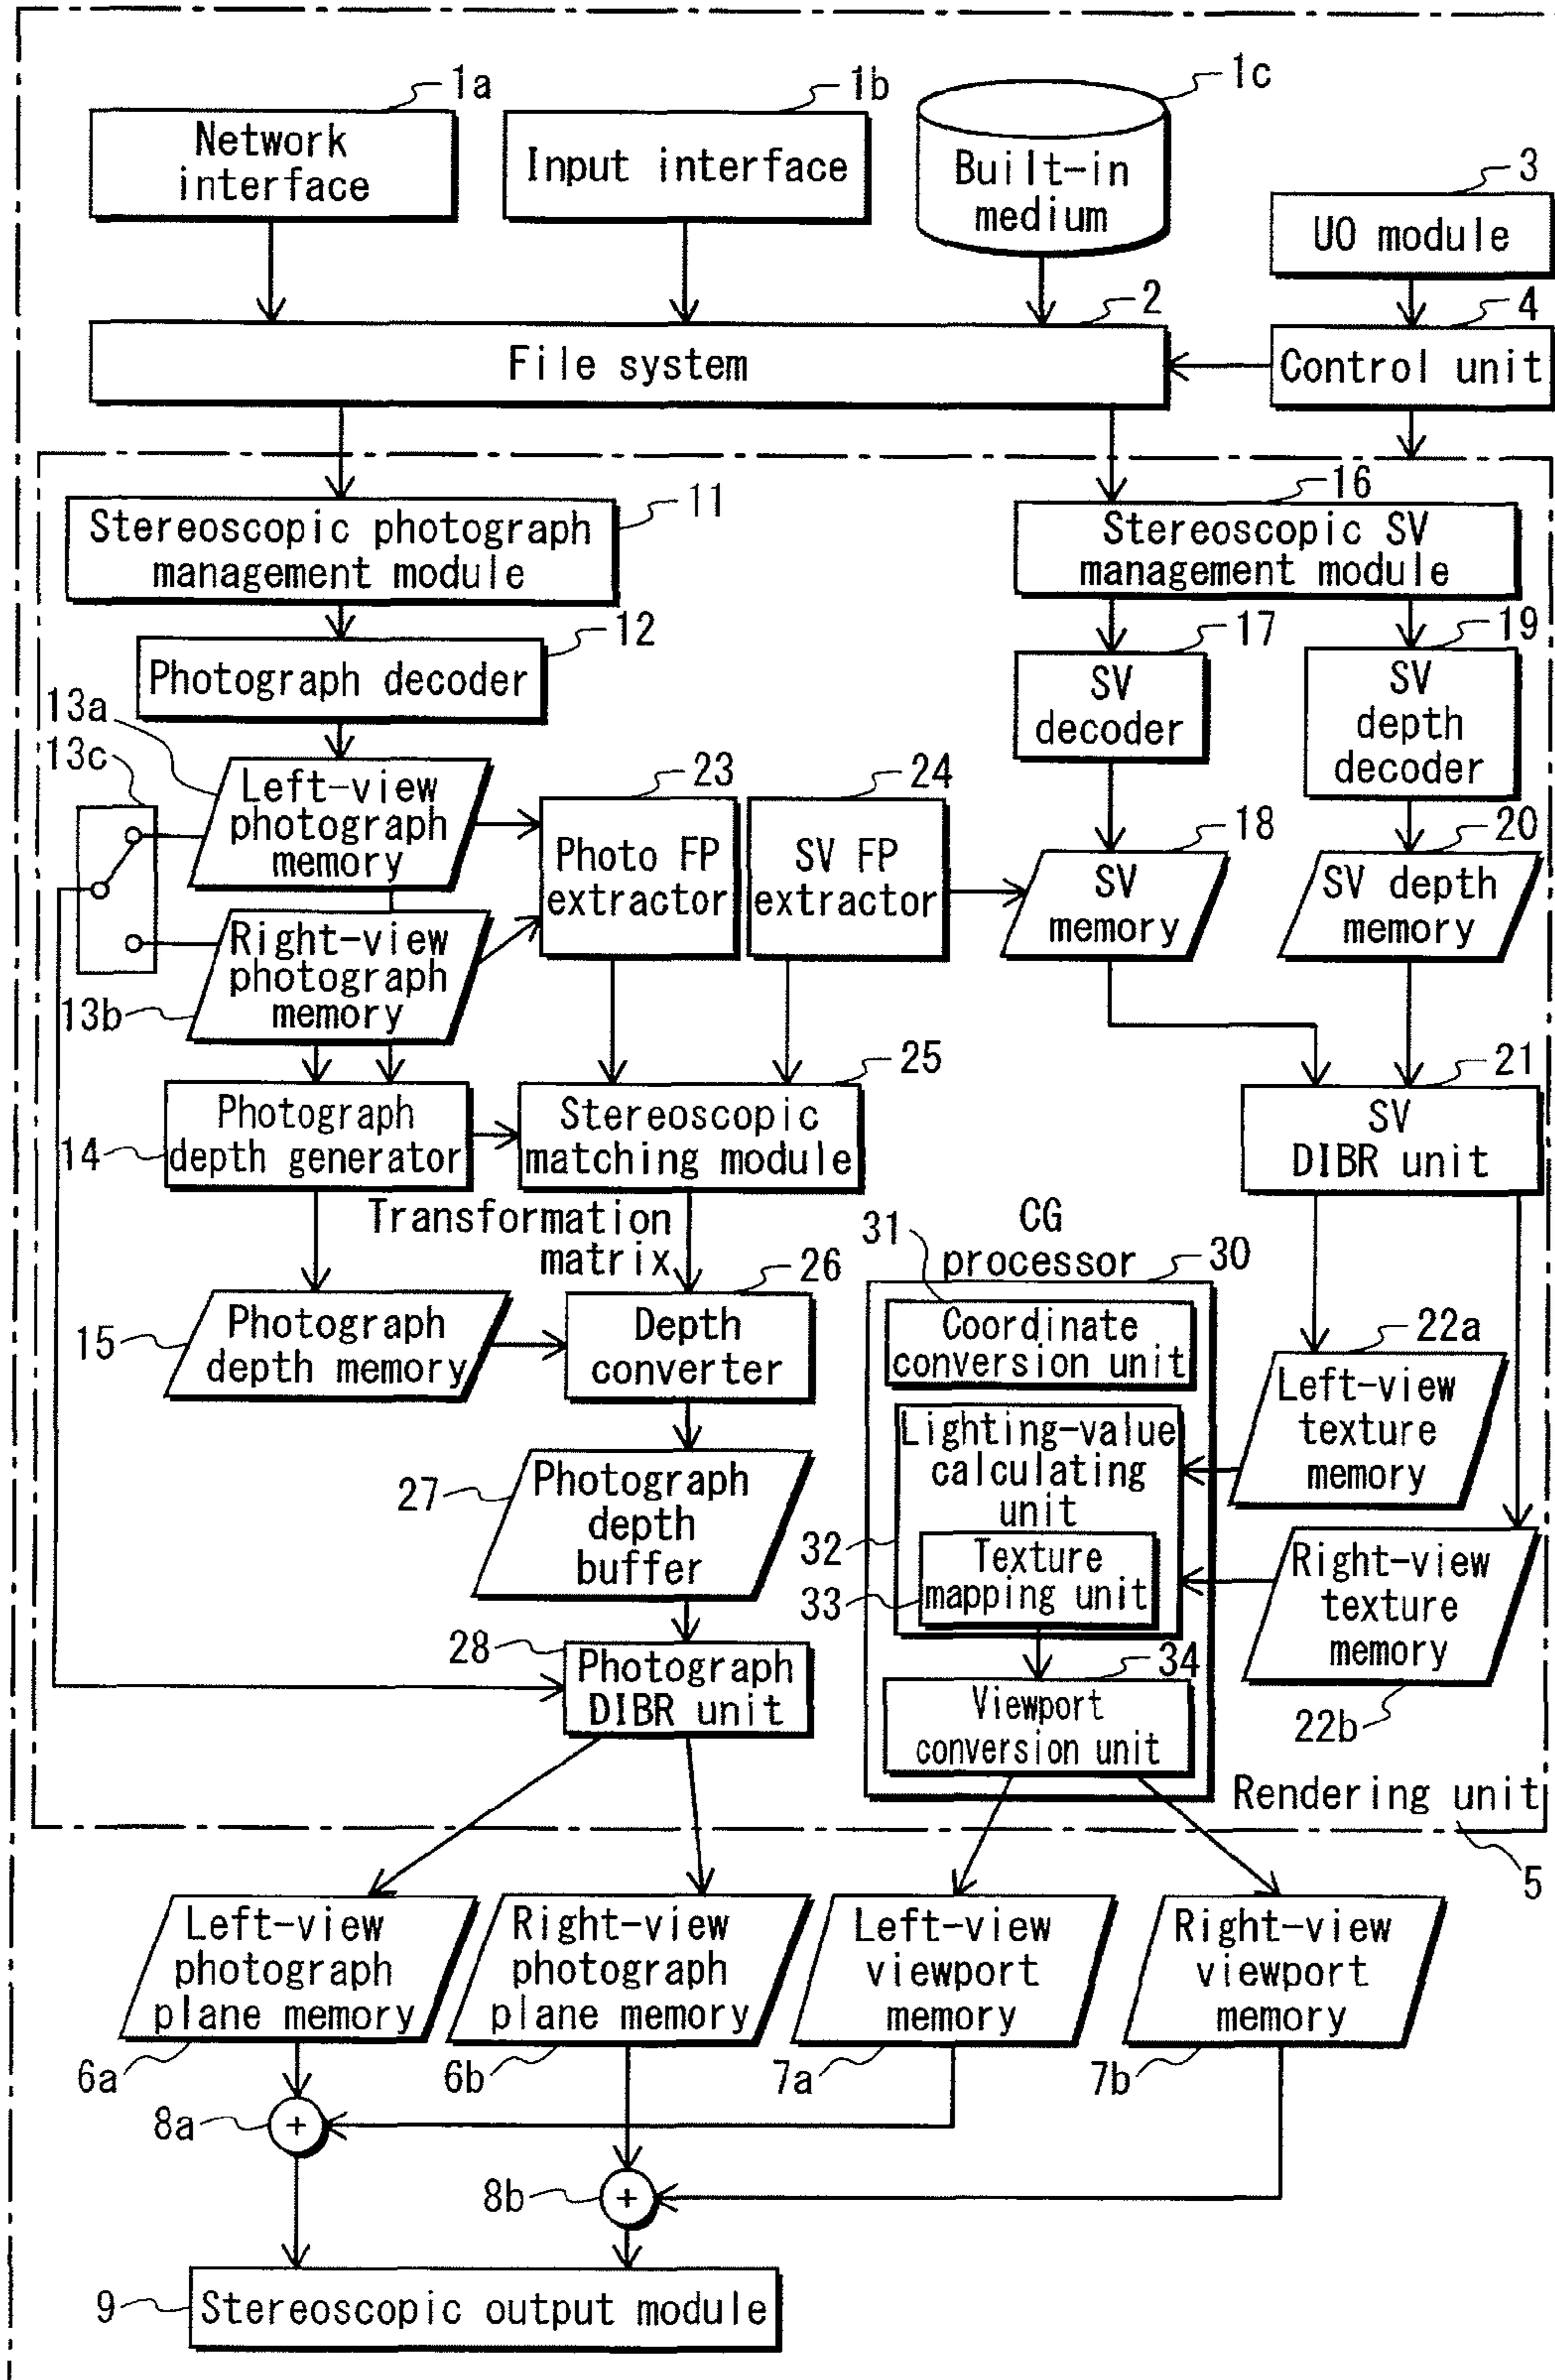 1a
1b
1c
Network
interface
Input interface
Built-in
medium
3
UO module
2
4
File system
Control unit
11
16
Stereoscopic photograph
management module
Stereoscopic SV
management module
12
17
19
Photograph decoder
SV
decoder
SV
depth
decoder
13a
13c
Left-view
photograph
memory
23
24
Photo FP
extractor
SV FP
extractor
18
20
SV
memory
SV depth
memory
Right-view
photograph
memory
13b
25
21
Photograph
depth generator
14
Stereoscopic
matching module
SV
DIBR unit
Transformation
matrix
CG
processor
31
30
26
15
Photograph
depth memory
Depth
converter
Coordinate
conversion unit
22a
Left-view
texture
memory
27
Photograph
depth
buffer
Lighting-value
calculating
unit
32
Texture
mapping unit
33
Right-view
texture
memory
22b
28
Photograph
DIBR unit
34
Viewport
conversion unit
Rendering unit
5
Left-view
photograph
plane memory
Right-view
photograph
plane memory
Left-view
viewport
memory
Right-view
viewport
memory
6a
6b
7a
7b
8a
+
8b
+
9
Stereoscopic output module